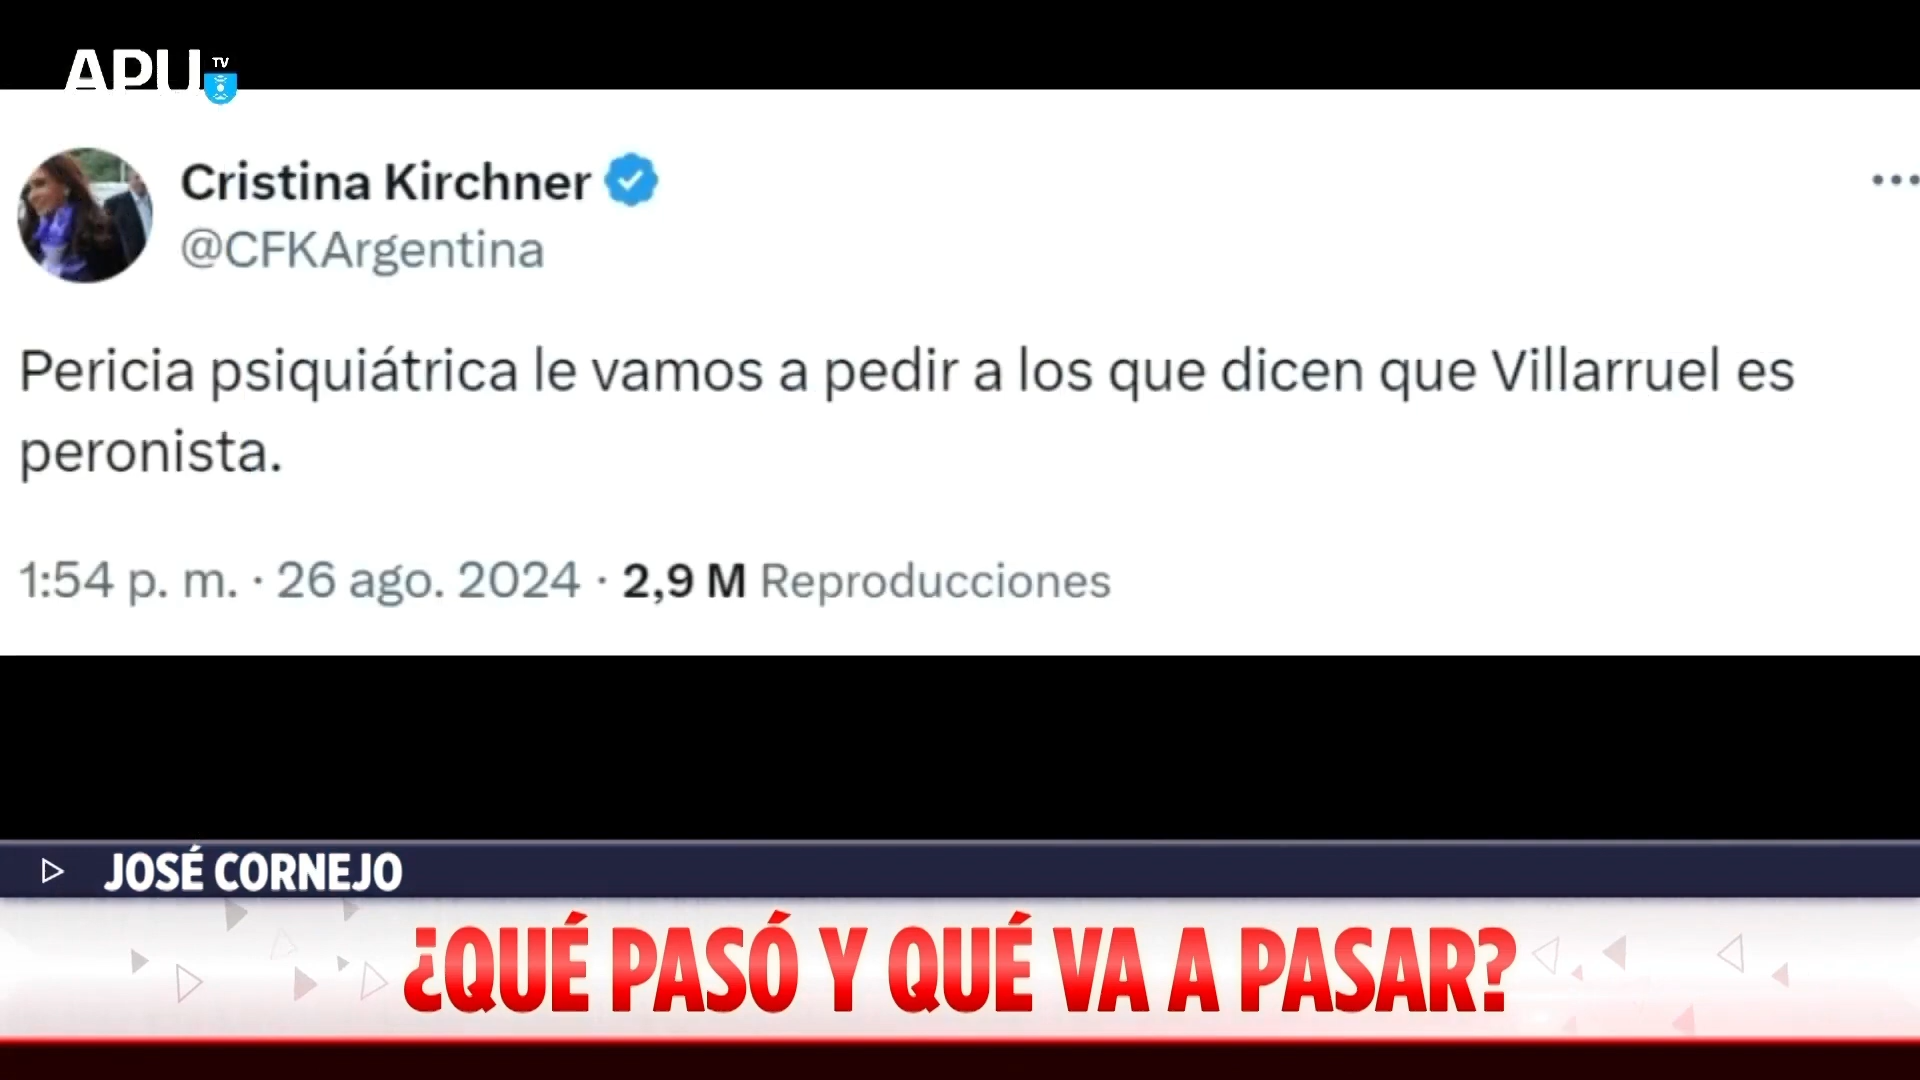 APU TV
Cristina Kirchner
@CFKArgentina
Pericia psiquiátrica le vamos a pedir a los que dicen que Villarruel es
peronista.
1:54 p. m. · 26 ago. 2024 · 2,9 M Reproducciones
JOSÉ CORNEJO
¿QUÉ PASÓ Y QUÉ VA A PASAR?